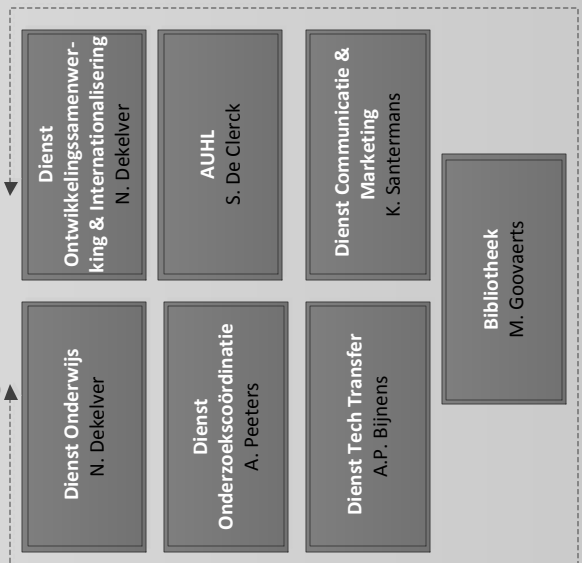 Dienst Onderwijs
N. Dekelver
Dienst
Ontwikkelingssamenwer-
king & Internationalisering
N. Dekelver
Dienst
Onderzoekscoördinatie
A. Peeters
AUHL
S. De Clerck
Dienst Tech Transfer
A.P. Bijnens
Dienst Communicatie &
Marketing
K. Santermans
Bibliotheek
M. Goovaerts